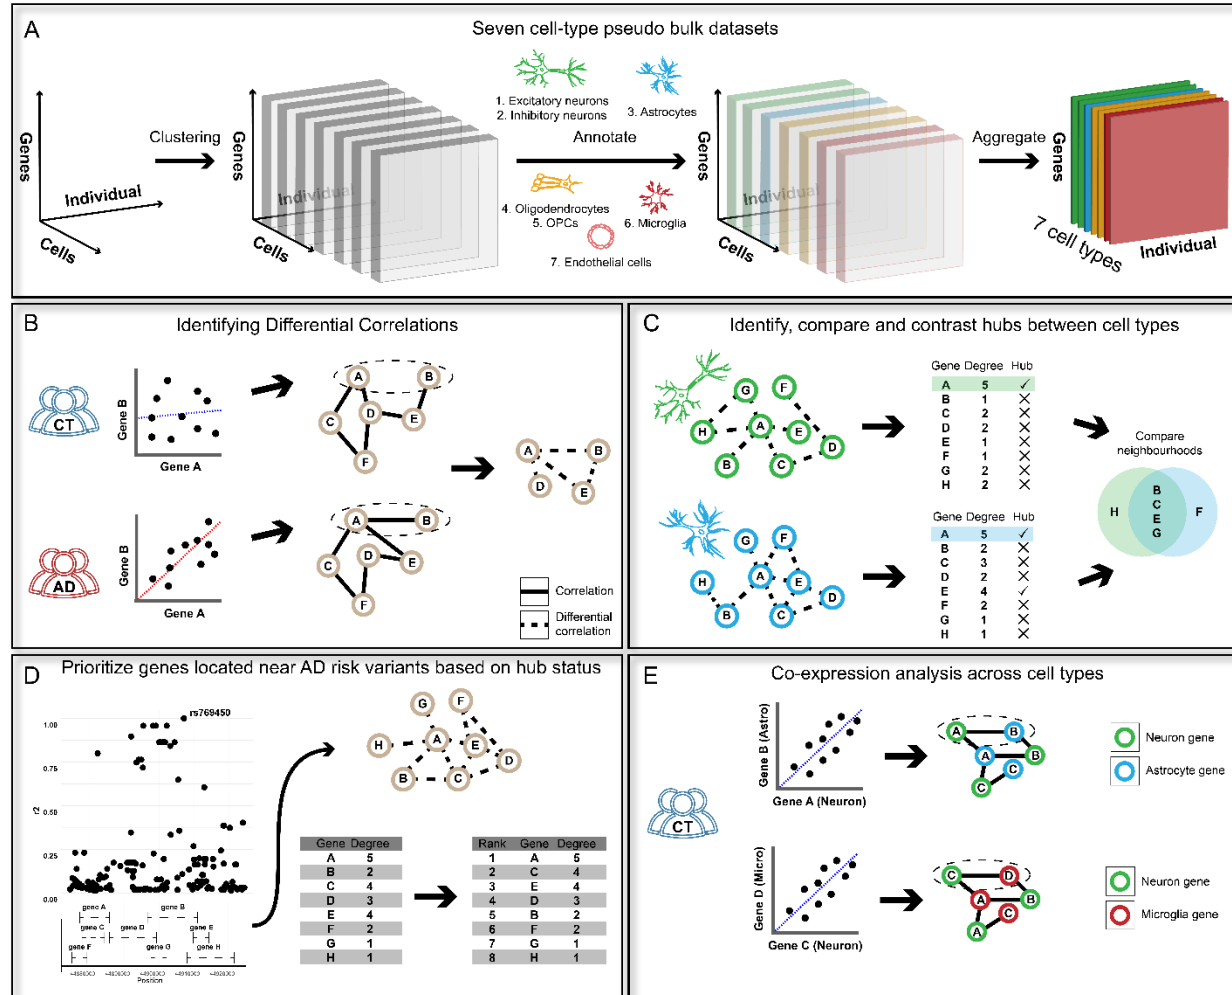 A
Seven cell-type pseudo bulk datasets
Genes
Individual
Cells
Clustering
Genes
Individual
Cells
1. Excitatory neurons
2. Inhibitory neurons
3. Astrocytes
Annotate
4. Oligodendrocytes
5. OPCs
6. Microglia
7. Endothelial cells
Genes
Individual
Cells
Aggregate
Genes
7 cell types
Individual
B
Identifying Differential Correlations
CT
Gene B
Gene A
A
B
C
D
E
F
A
B
D
E
AD
Gene B
Gene A
A
B
C
D
E
F
Correlation
Differential
correlation
C
Identify, compare and contrast hubs between cell types
G
F
H
A
E
D
B
C
Gene Degree Hub
A 5 ✓
B 1 ✕
C 2 ✕
D 2 ✕
E 1 ✕
F 1 ✕
G 2 ✕
H 2 ✕
Compare
neighbourhoods
H
B
C
E
G
F
G
F
H
A
E
D
B
C
Gene Degree Hub
A 5 ✓
B 2 ✕
C 3 ✕
D 2 ✕
E 4 ✓
F 2 ✕
G 1 ✕
H 1 ✕
D
Prioritize genes located near AD risk variants based on hub status
rs769450
1.00
0.75
0.50
0.25
0.00
r2
gene A
gene B
gene C
gene D
gene E
gene F
gene G
gene H
Position
G
F
H
A
E
D
B
C
Gene Degree
A 5
B 2
C 4
D 3
E 4
F 2
G 1
H 1
Rank Gene Degree
1 A 5
2 C 4
3 E 4
4 D 3
5 B 2
6 F 2
7 G 1
8 H 1
E
Co-expression analysis across cell types
CT
Gene B (Astro)
Gene A (Neuron)
A
B
A
B
C
C
Neuron gene
Astrocyte gene
Gene D (Micro)
Gene C (Neuron)
C
D
A
B
C
A
Neuron gene
Microglia gene